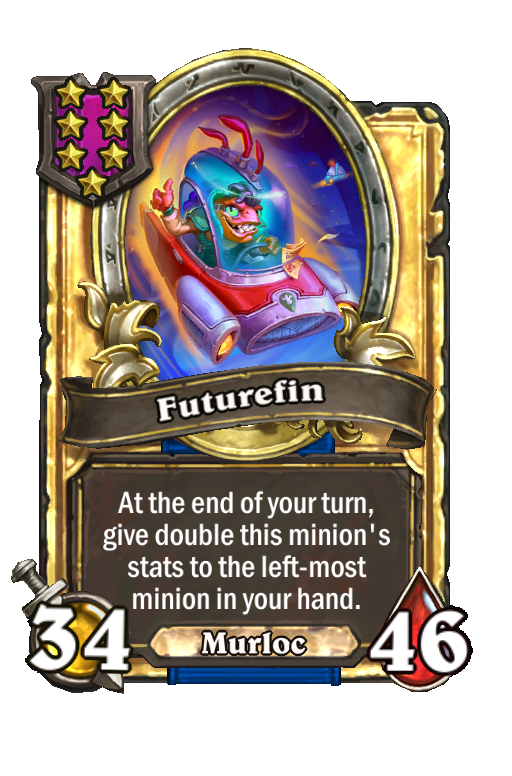 Futurefin
At the end of your turn,
give double this minion's
stats to the left-most
minion in your hand.
34
Murloc
46